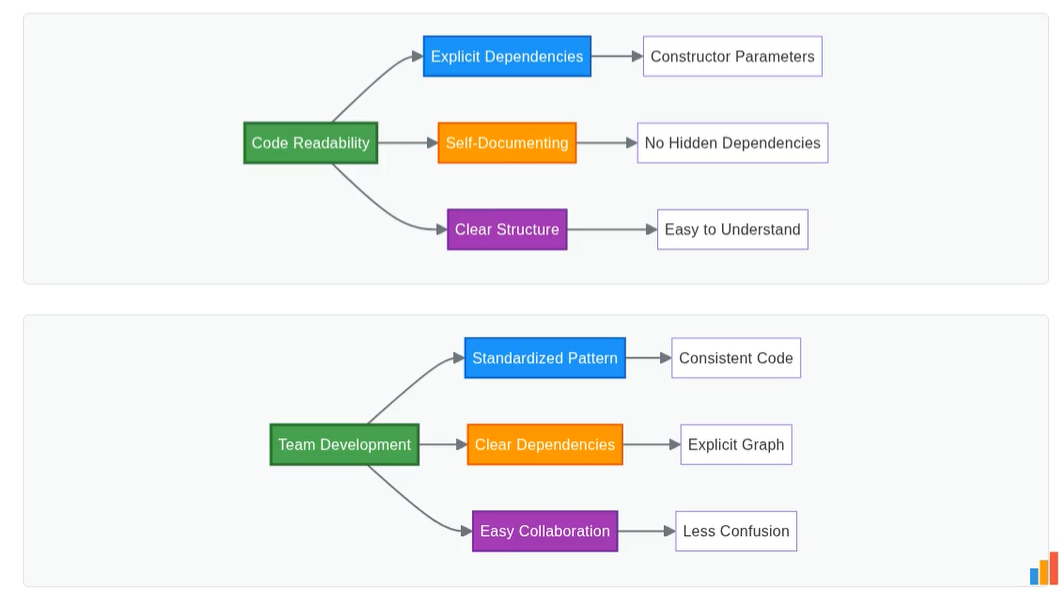 Explicit Dependencies
Constructor Parameters
Code Readability
Self-Documenting
No Hidden Dependencies
Clear Structure
Easy to Understand
Standardized Pattern
Consistent Code
Team Development
Clear Dependencies
Explicit Graph
Easy Collaboration
Less Confusion